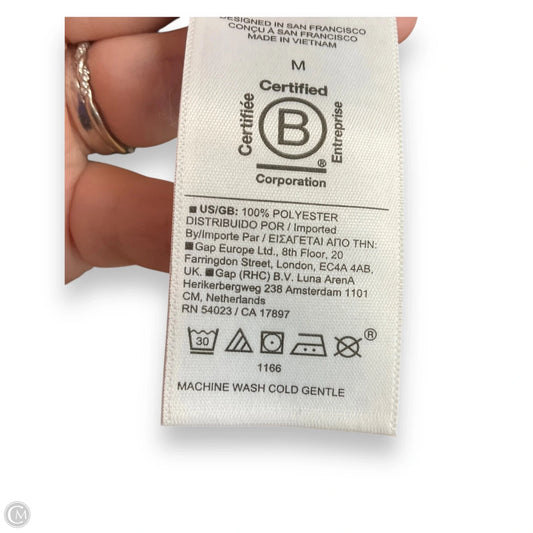 DESIGNED IN SAN FRANCISCO
CONÇU À SAN FRANCISCO
MADE IN VIETNAM
M
Certified
Certifiée
B
Entreprise
®
Corporation
■ US/GB: 100% POLYESTER
DISTRIBUIDO POR / Imported
By/Importe Par / ΕΙΣΑΓΕΤΑΙ ΑΠΟ ΤΗΝ:
■Gap Europe Ltd., 8th Floor, 20
Farringdon Street, London, EC4A 4AB,
UK. ■Gap (RHC) B.V. Luna ArenA
Herikerbergweg 238 Amsterdam 1101
CM, Netherlands
RN 54023 / CA 17897
30
®
1166
MACHINE WASH COLD GENTLE
CM